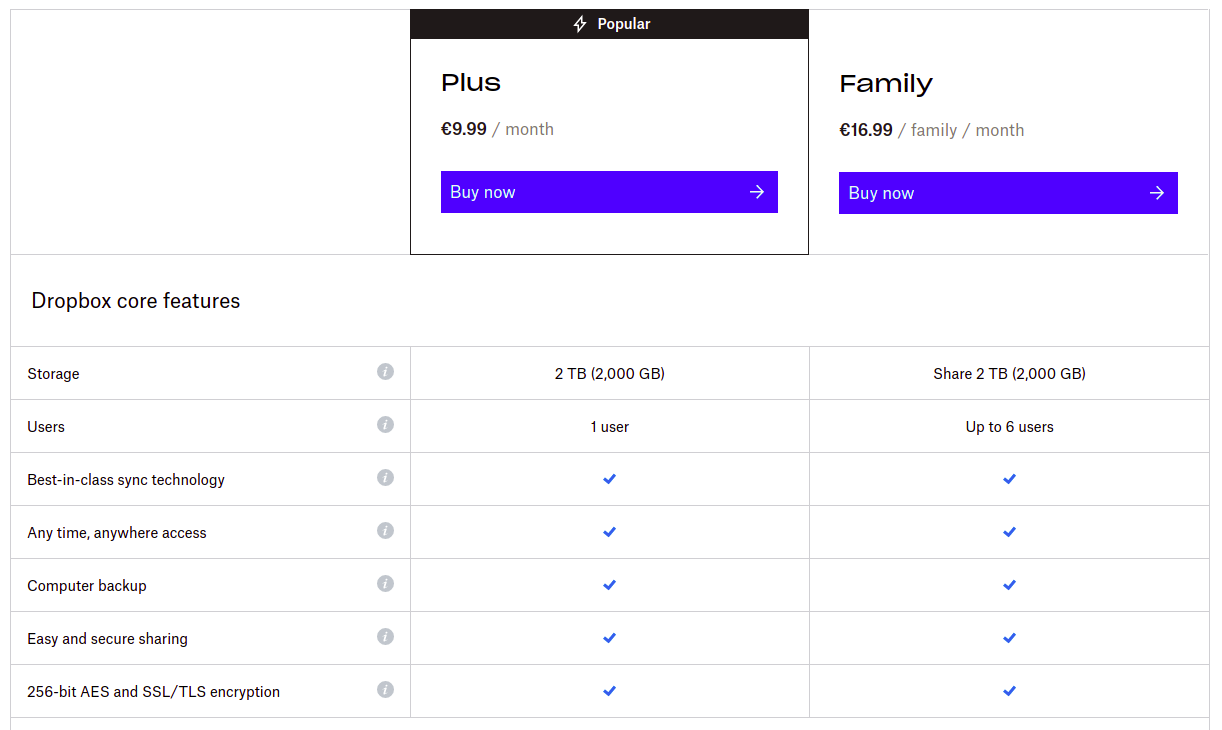 Popular
Plus
€9.99 / month
Buy now
Family
€16.99 / family / month
Buy now
Dropbox core features
Storage i 2 TB (2,000 GB) Share 2 TB (2,000 GB)
Users i 1 user Up to 6 users
Best-in-class sync technology i
Any time, anywhere access i
Computer backup i
Easy and secure sharing i
256-bit AES and SSL/TLS encryption i